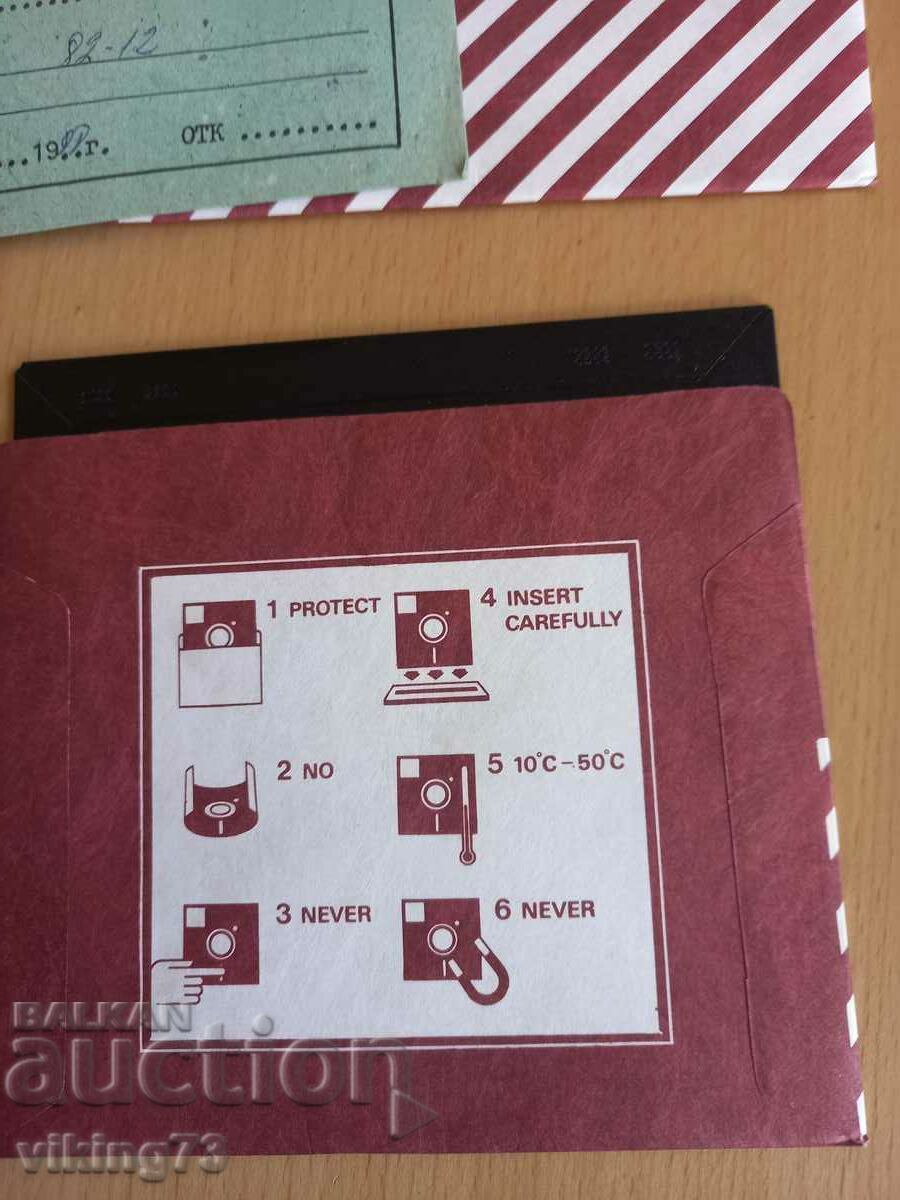 82-12
...19 г. ОТК ..........
1 PROTECT
4 INSERT
CAREFULLY
2 NO
5 10°C-50°C
3 NEVER
6 NEVER
BALKAN
auction
viking73